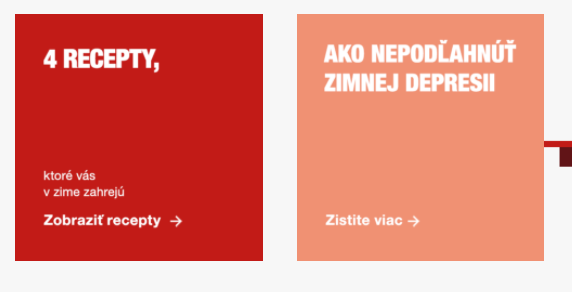 4 RECEPTY,
ktoré vás
v zime zahrejú
Zobraziť recepty →
AKO NEPODĽAHNÚŤ
ZIMNEJ DEPRESII
Zistite viac →